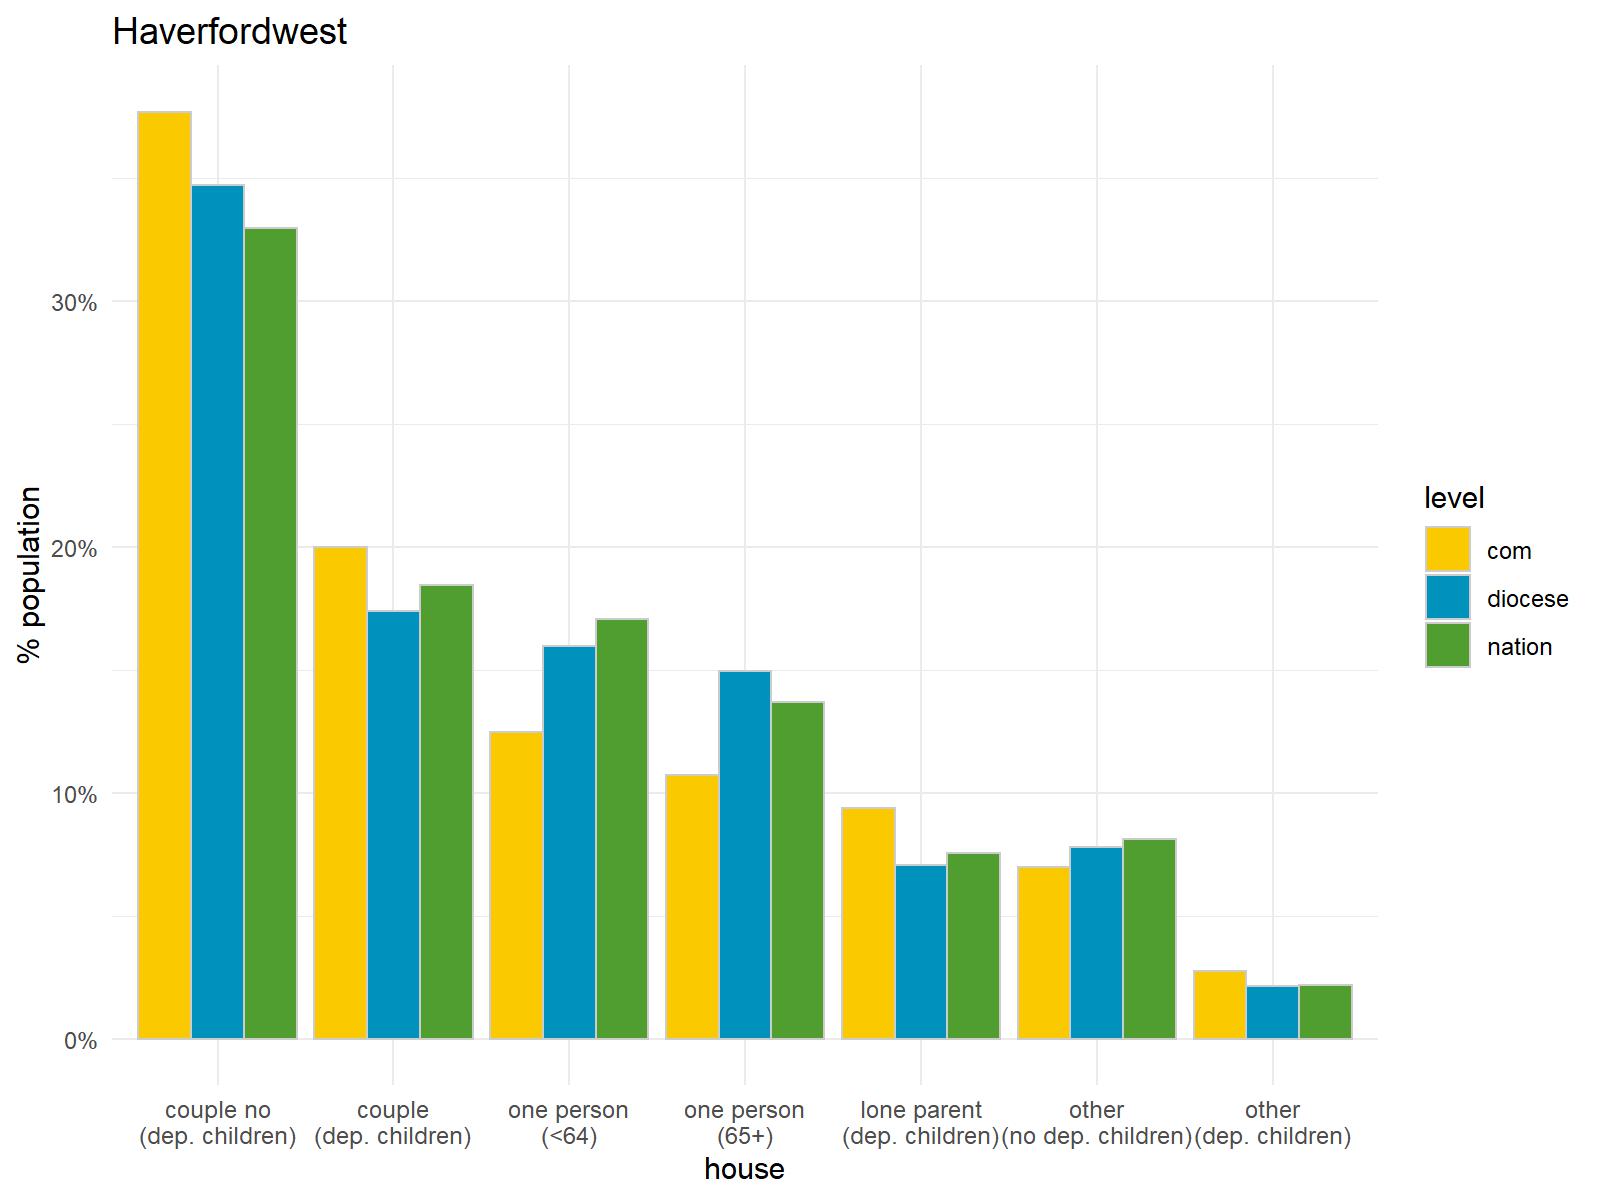 Haverfordwest
% population
30%
20%
10%
0%
couple no
(dep. children)
couple
(dep. children)
one person
(<64)
one person
(65+)
lone parent
(dep. children)
other
(no dep. children)
other
(dep. children)
house
level
com
diocese
nation